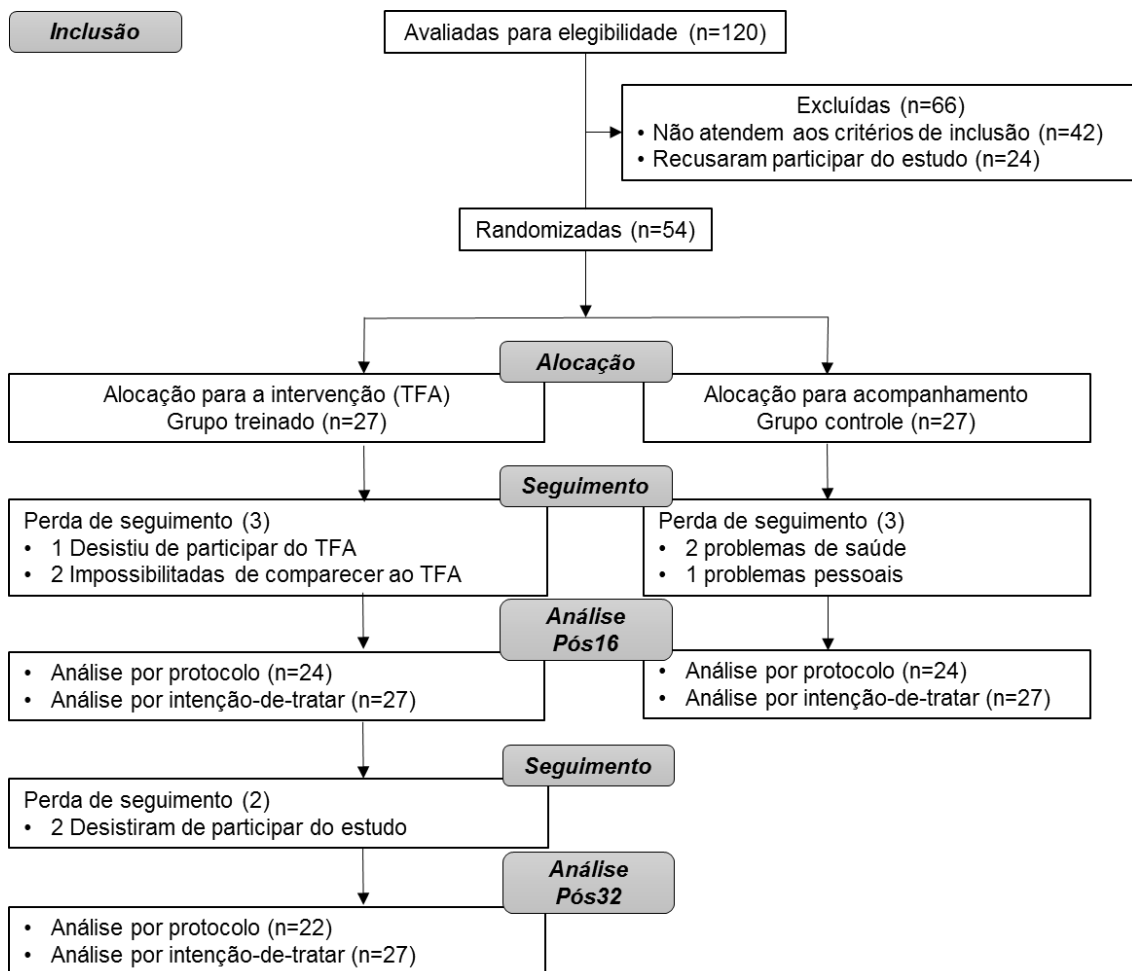 Inclusão
Avaliadas para elegibilidade (n=120)
Excluídas (n=66)
• Não atendem aos critérios de inclusão (n=42)
• Recusaram participar do estudo (n=24)
Randomizadas (n=54)
Alocação
Alocação para a intervenção (TFA)
Grupo treinado (n=27)
Alocação para acompanhamento
Grupo controle (n=27)
Seguimento
Perda de seguimento (3)
• 1 Desistiu de participar do TFA
• 2 Impossibilitadas de comparecer ao TFA
Perda de seguimento (3)
• 2 problemas de saúde
• 1 problemas pessoais
Análise
Pós16
• Análise por protocolo (n=24)
• Análise por intenção-de-tratar (n=27)
• Análise por protocolo (n=24)
• Análise por intenção-de-tratar (n=27)
Seguimento
Perda de seguimento (2)
• 2 Desistiram de participar do estudo
Análise
Pós32
• Análise por protocolo (n=22)
• Análise por intenção-de-tratar (n=27)